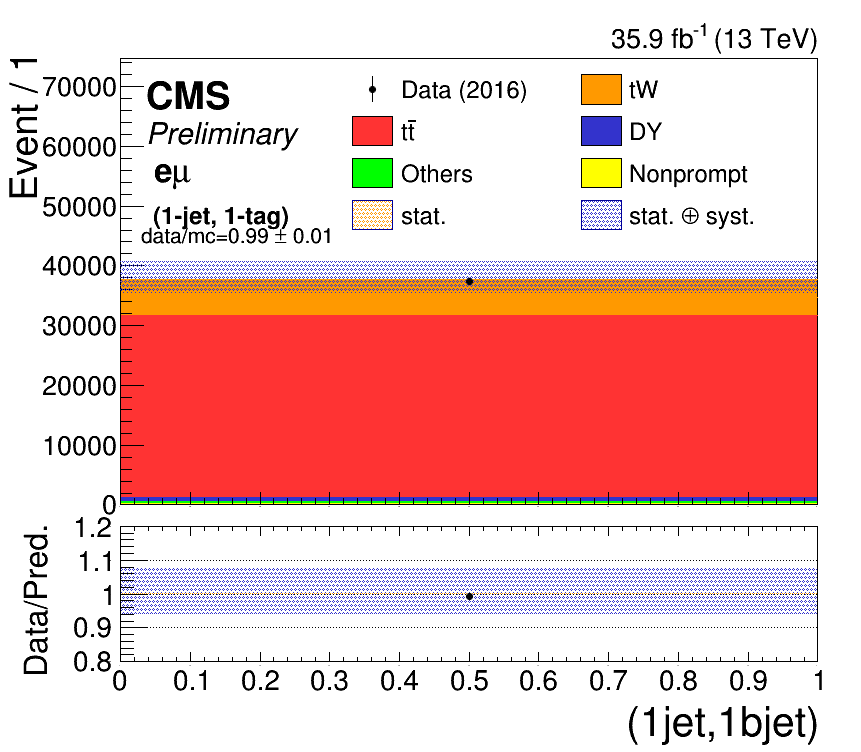 35.9 fb⁻¹ (13 TeV)
Event / 1
70000
60000
50000
40000
30000
20000
10000
0
CMS
Preliminary
eμ
(1-jet, 1-tag)
data/mc=0.99 ± 0.01
Data (2016)
tt̄
Others
stat.
tW
DY
Nonprompt
stat. ⊕ syst.
Data/Pred.
1.2
1.1
1
0.9
0.8
0 0.1 0.2 0.3 0.4 0.5 0.6 0.7 0.8 0.9 1
(1jet,1bjet)